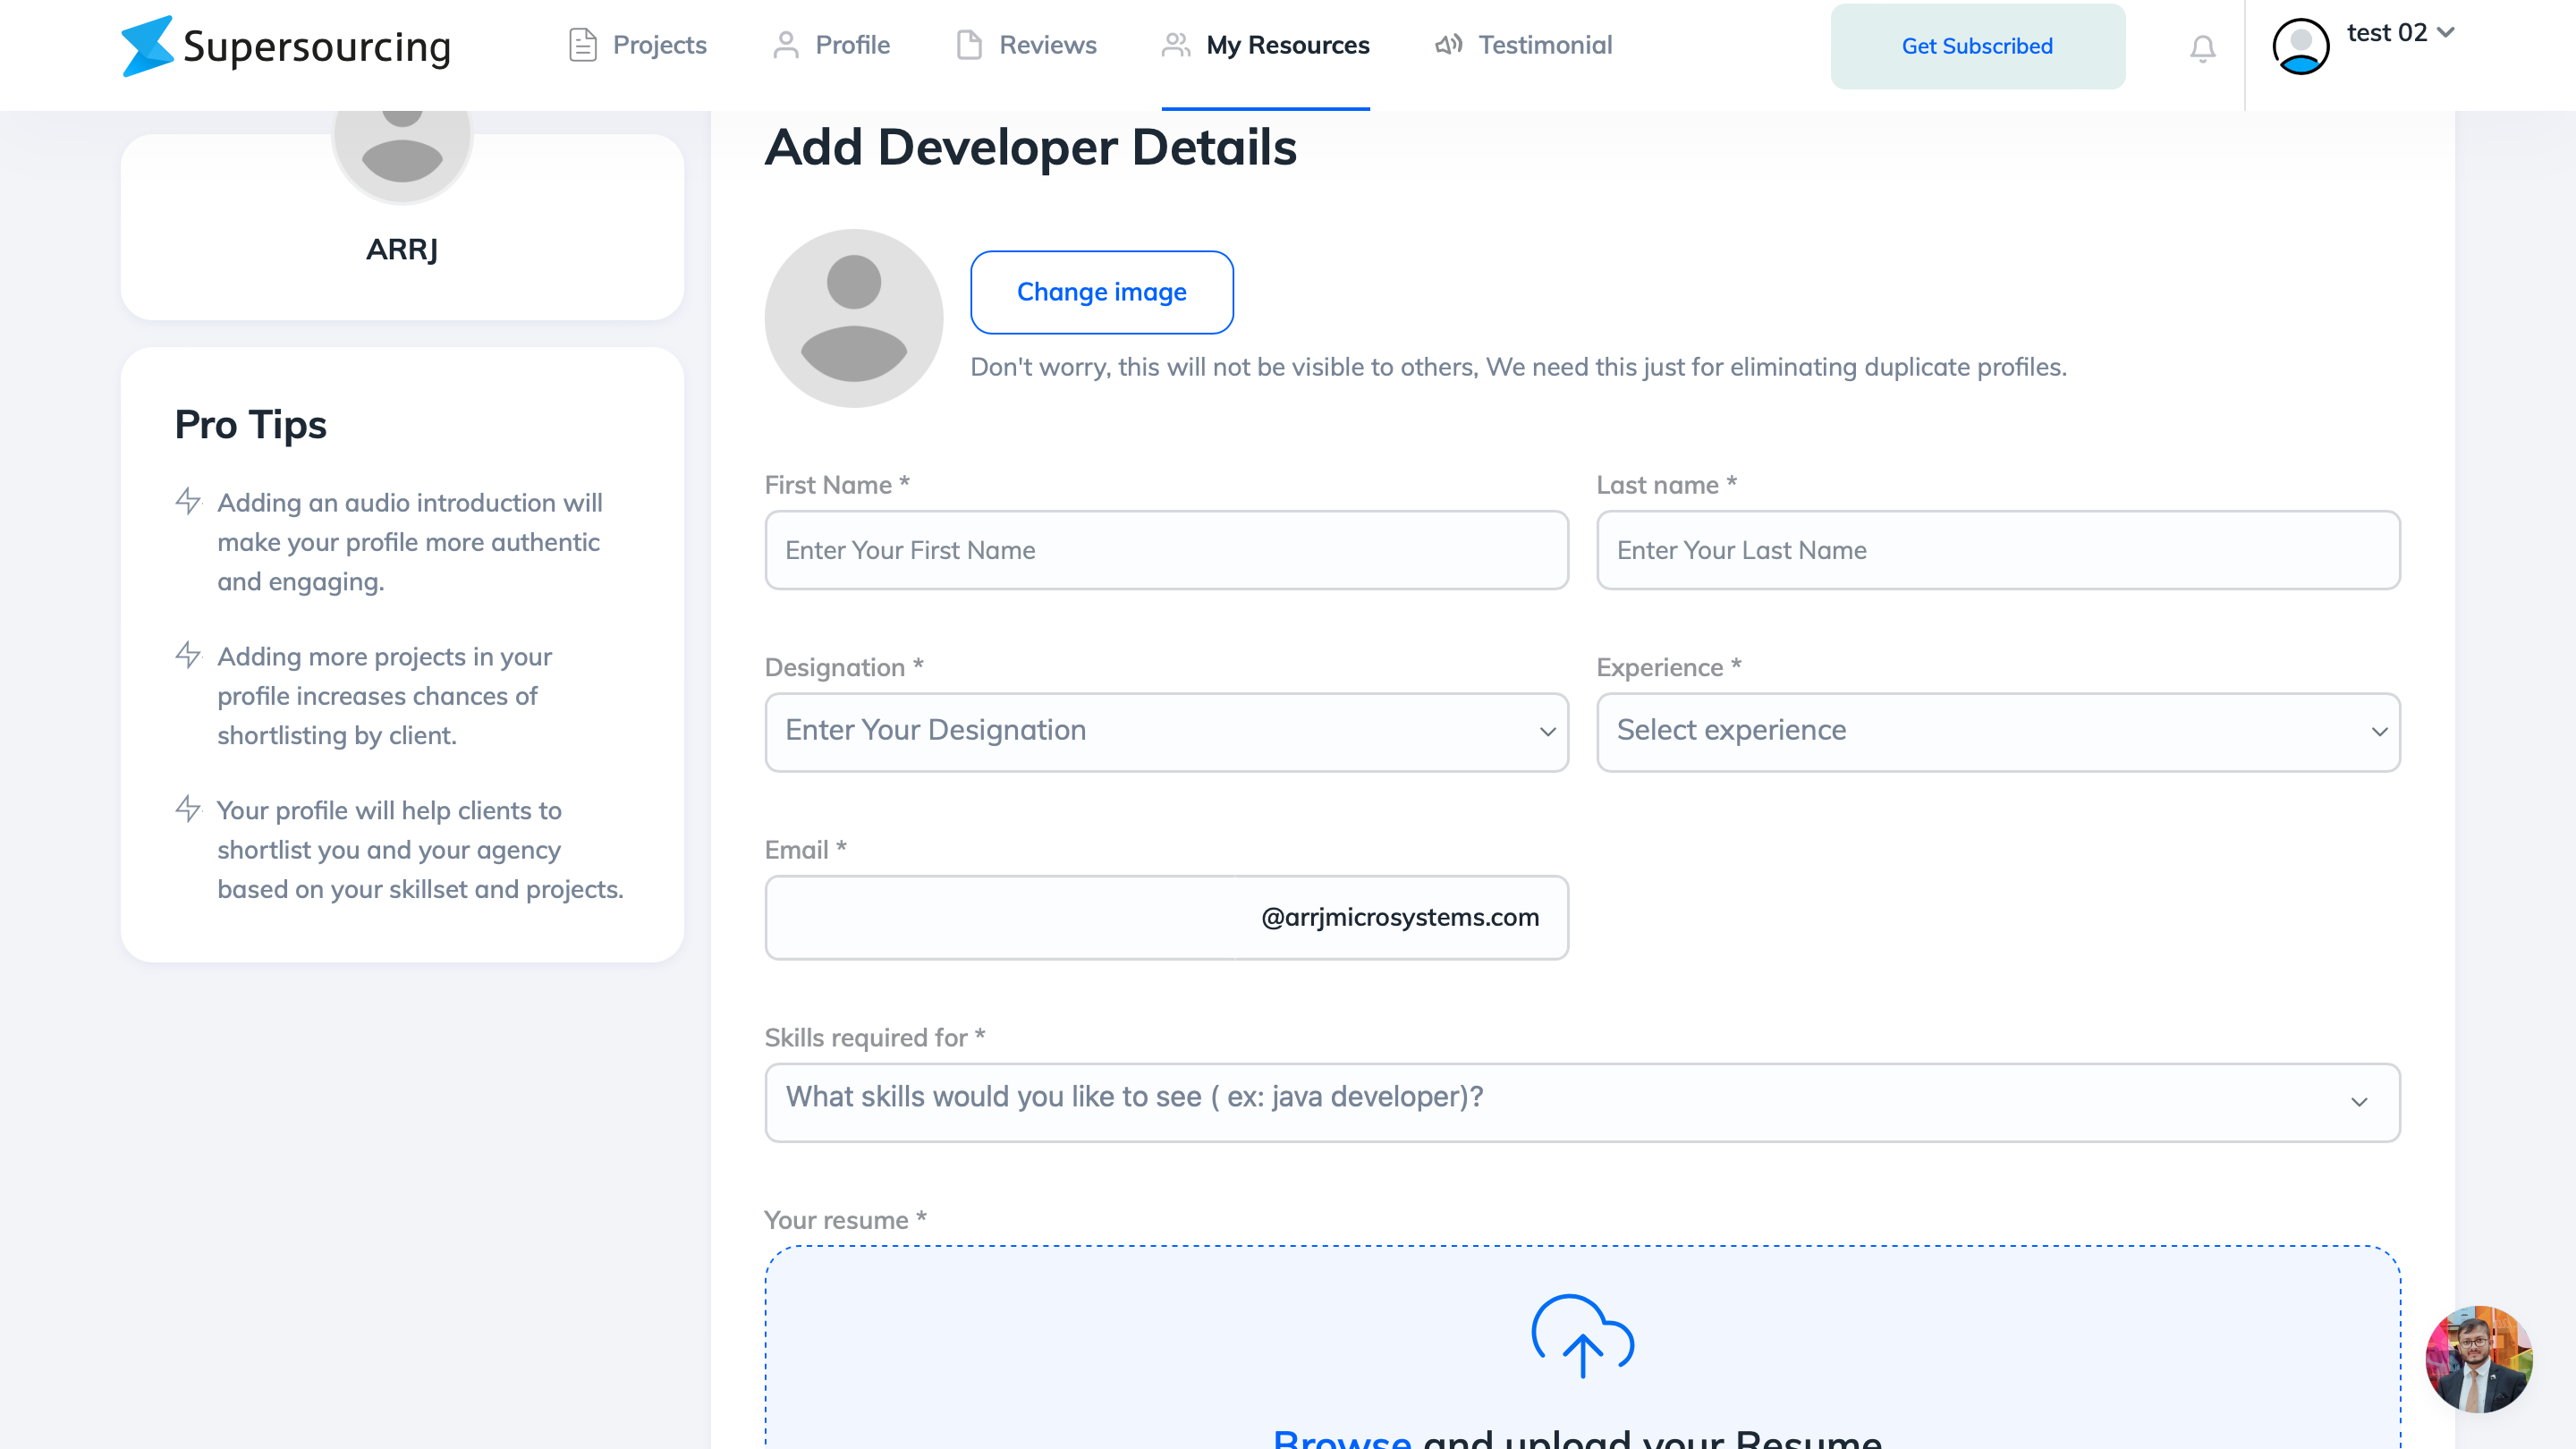 Supersourcing
Projects
Profile
Reviews
My Resources
Testimonial
Get Subscribed
test 02
ARRJ
Pro Tips
Adding an audio introduction will
make your profile more authentic
and engaging.
Adding more projects in your
profile increases chances of
shortlisting by client.
Your profile will help clients to
shortlist you and your agency
based on your skillset and projects.
Add Developer Details
Change image
Don't worry, this will not be visible to others, We need this just for eliminating duplicate profiles.
First Name *
Last name *
Enter Your First Name
Enter Your Last Name
Designation *
Experience *
Enter Your Designation
Select experience
Email *
@arrjmicrosystems.com
Skills required for *
What skills would you like to see ( ex: java developer)?
Your resume *
Browse and upload your Resume